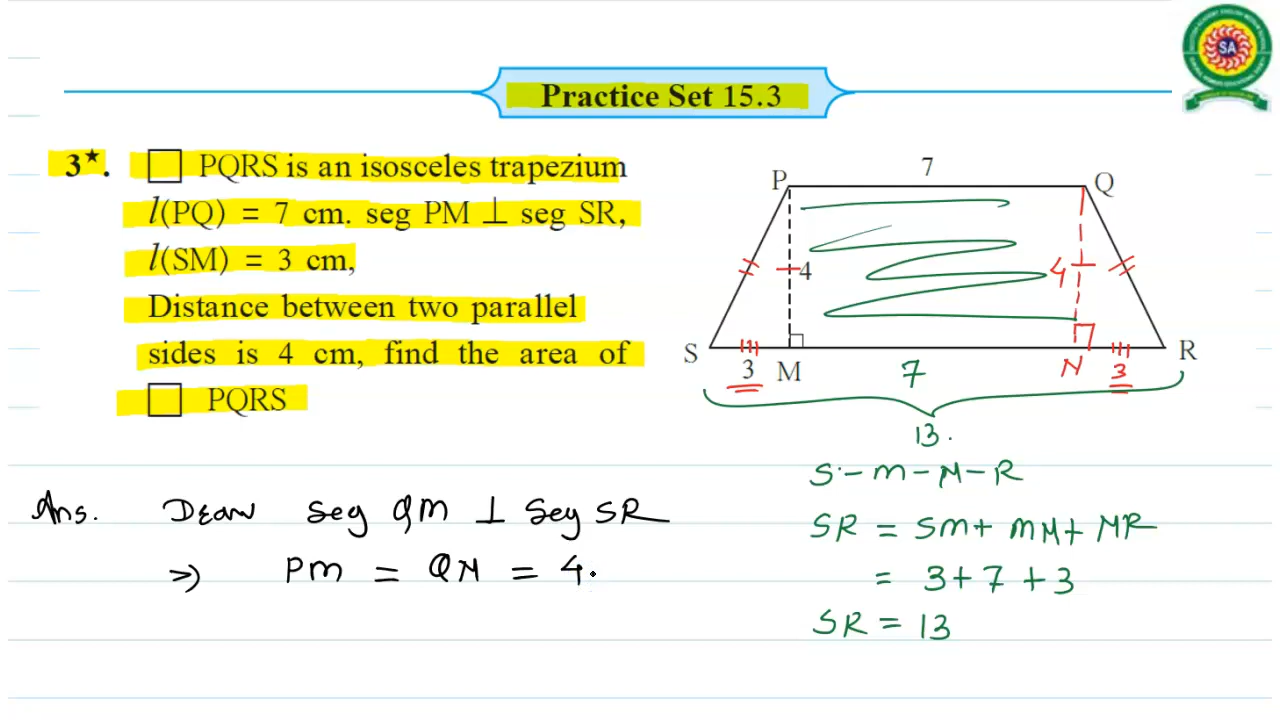 Practice Set 15.3
SA
3★. □ PQRS is an isosceles trapezium
l(PQ) = 7 cm. seg PM ⊥ seg SR,
l(SM) = 3 cm,
Distance between two parallel
sides is 4 cm, find the area of
□ PQRS
P 7 Q
4 4
S 3 M 7 N 3 R
13.
S - M - N - R
SR = SM + MN + NR
= 3 + 7 + 3
SR = 13
Ans. Draw seg QN ⊥ seg SR
⇒ PM = QN = 4.